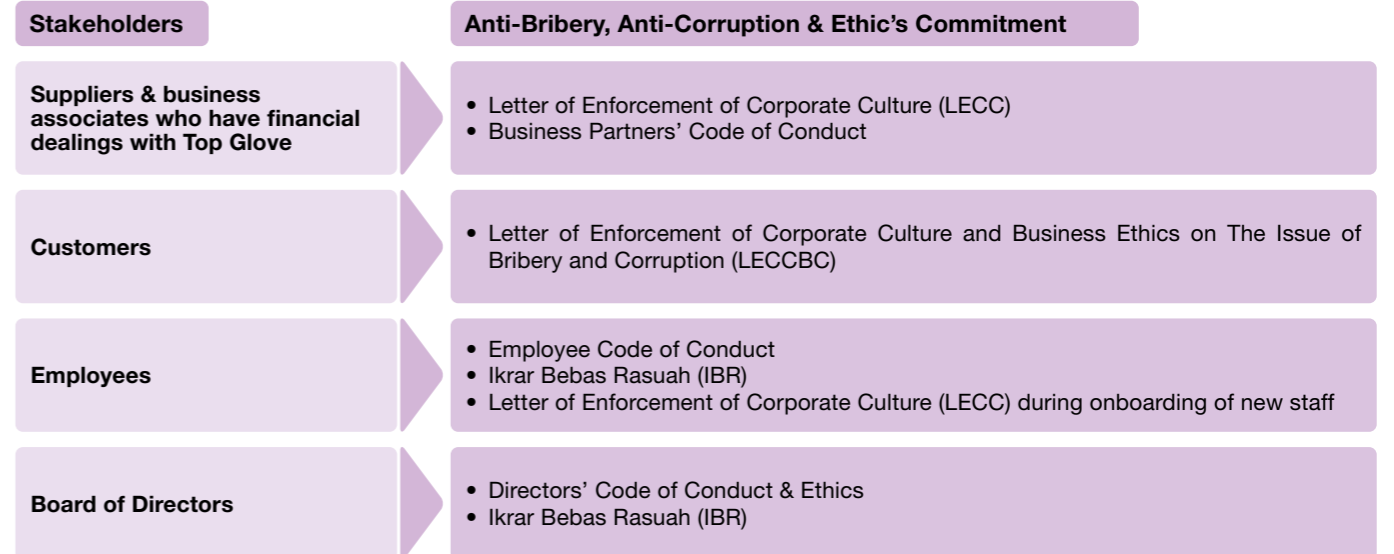 Stakeholders
Anti-Bribery, Anti-Corruption & Ethic's Commitment
Suppliers & business
associates who have financial
dealings with Top Glove
• Letter of Enforcement of Corporate Culture (LECC)
• Business Partners' Code of Conduct
Customers
• Letter of Enforcement of Corporate Culture and Business Ethics on The Issue of
Bribery and Corruption (LECCBC)
Employees
• Employee Code of Conduct
• Ikrar Bebas Rasuah (IBR)
• Letter of Enforcement of Corporate Culture (LECC) during onboarding of new staff
Board of Directors
• Directors' Code of Conduct & Ethics
• Ikrar Bebas Rasuah (IBR)